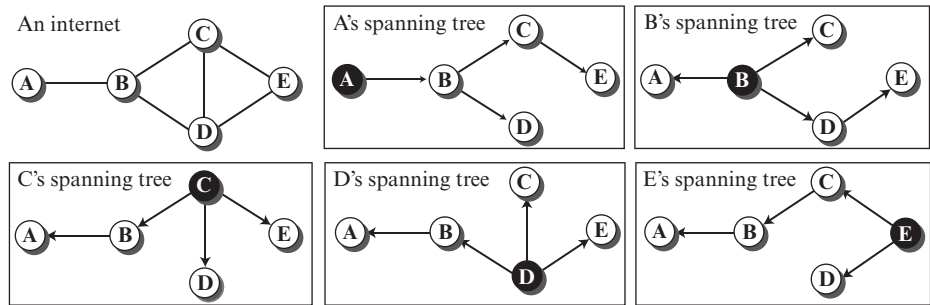 An internet
A
B
C
D
E
A's spanning tree
A
B
C
D
E
B's spanning tree
A
B
C
D
E
C's spanning tree
A
B
C
D
E
D's spanning tree
A
B
C
D
E
E's spanning tree
A
B
C
D
E